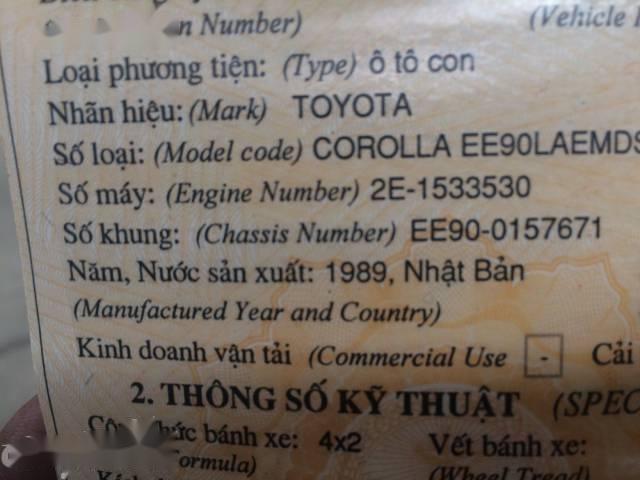 n Number) (Vehicle
Loại phương tiện: (Type) ô tô con
Nhãn hiệu: (Mark) TOYOTA
Số loại: (Model code) COROLLA EE90LAEMDS
Số máy: (Engine Number) 2E-1533530
Số khung: (Chassis Number) EE90-0157671
Năm, Nước sản xuất: 1989, Nhật Bản
(Manufactured Year and Country)
Kinh doanh vận tải (Commercial Use - Cải
2. THÔNG SỐ KỸ THUẬT (SPEC
bánh xe: 4x2 Vết bánh xe:
ormula) (Wheel Tread)